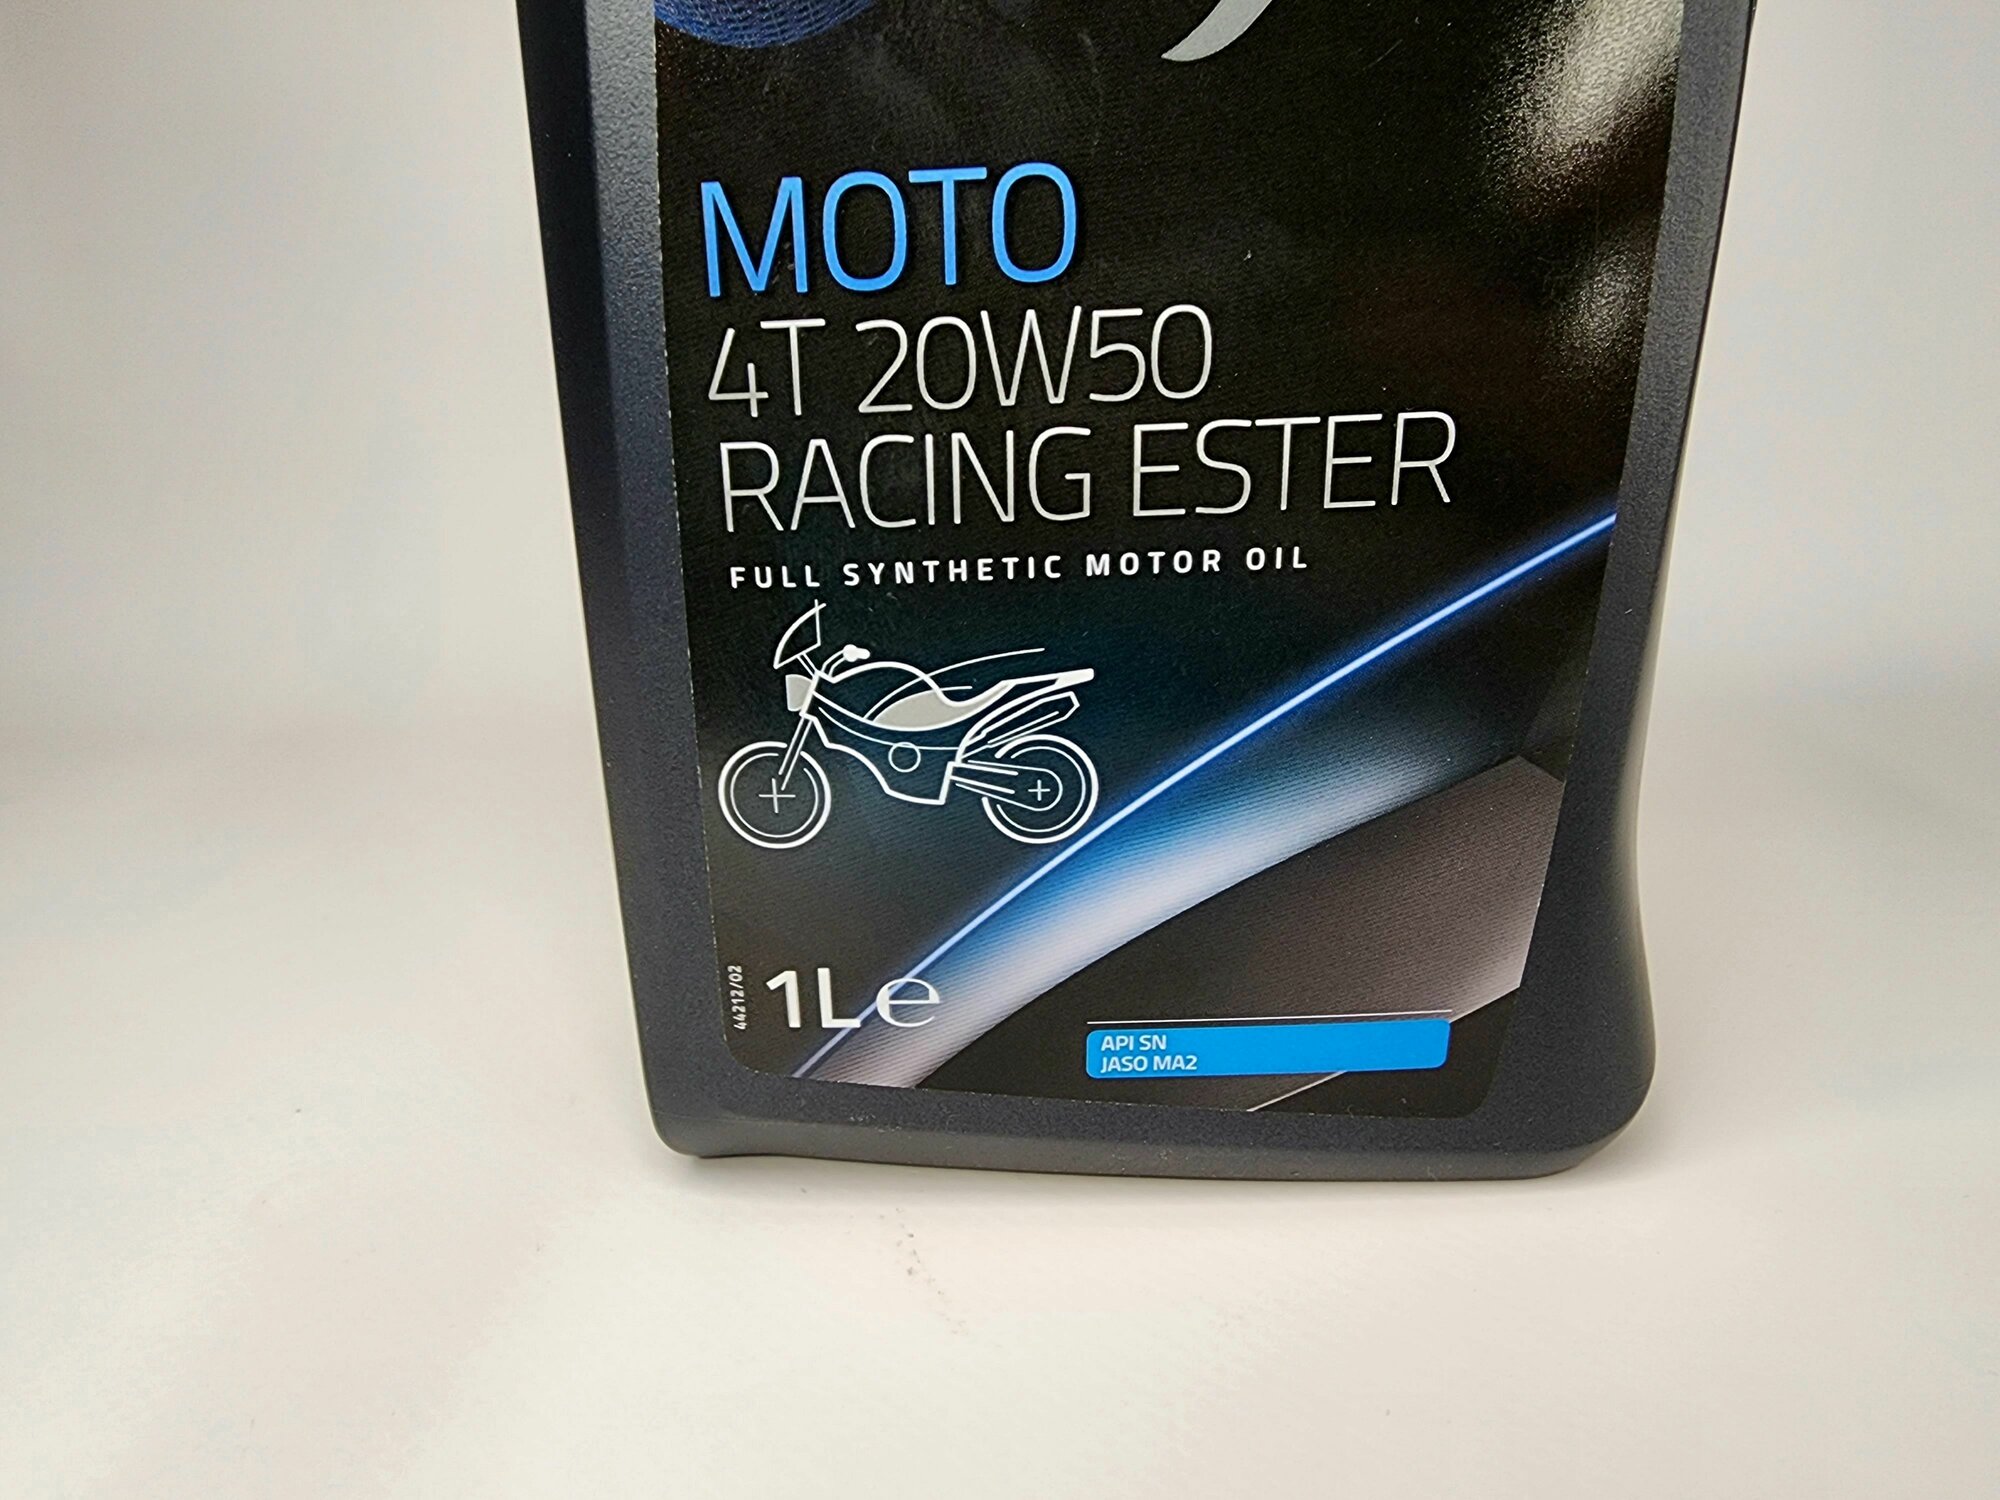 MOTO
4T 20W50
RACING ESTER
FULL SYNTHETIC MOTOR OIL
44212/02
1L e
API SN
JASO MA2